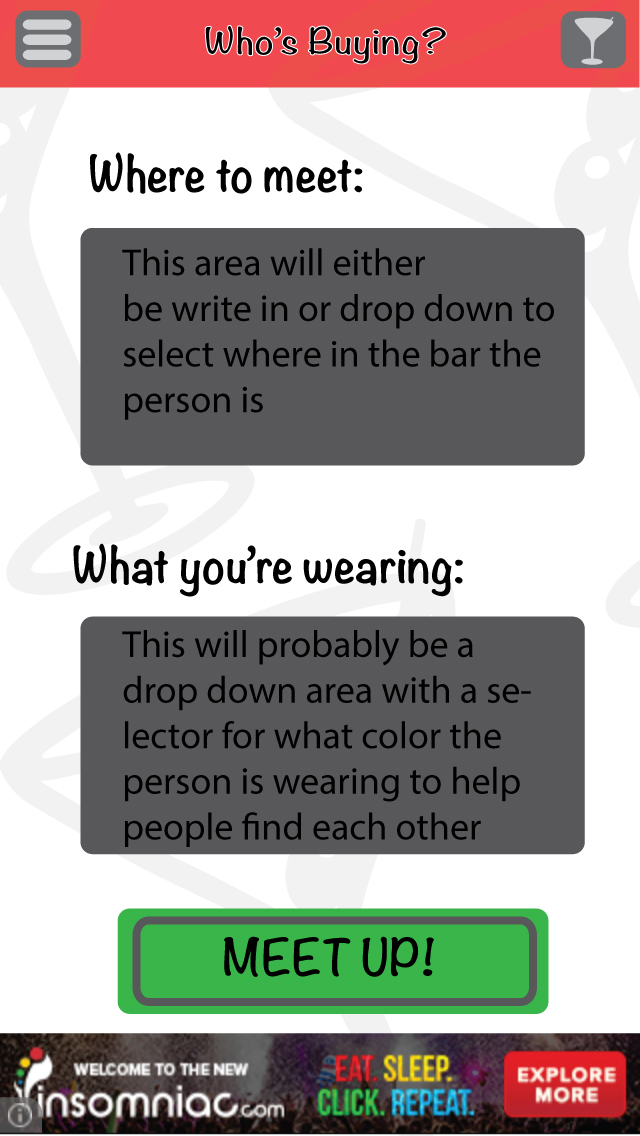 Who's Buying?
Where to meet:
This area will either
be write in or drop down to
select where in the bar the
person is
What you're wearing:
This will probably be a
drop down area with a se-
lector for what color the
person is wearing to help
people find each other
MEET UP!
WELCOME TO THE NEW
insomniac.com
EAT. SLEEP.
CLICK. REPEAT.
EXPLORE
MORE